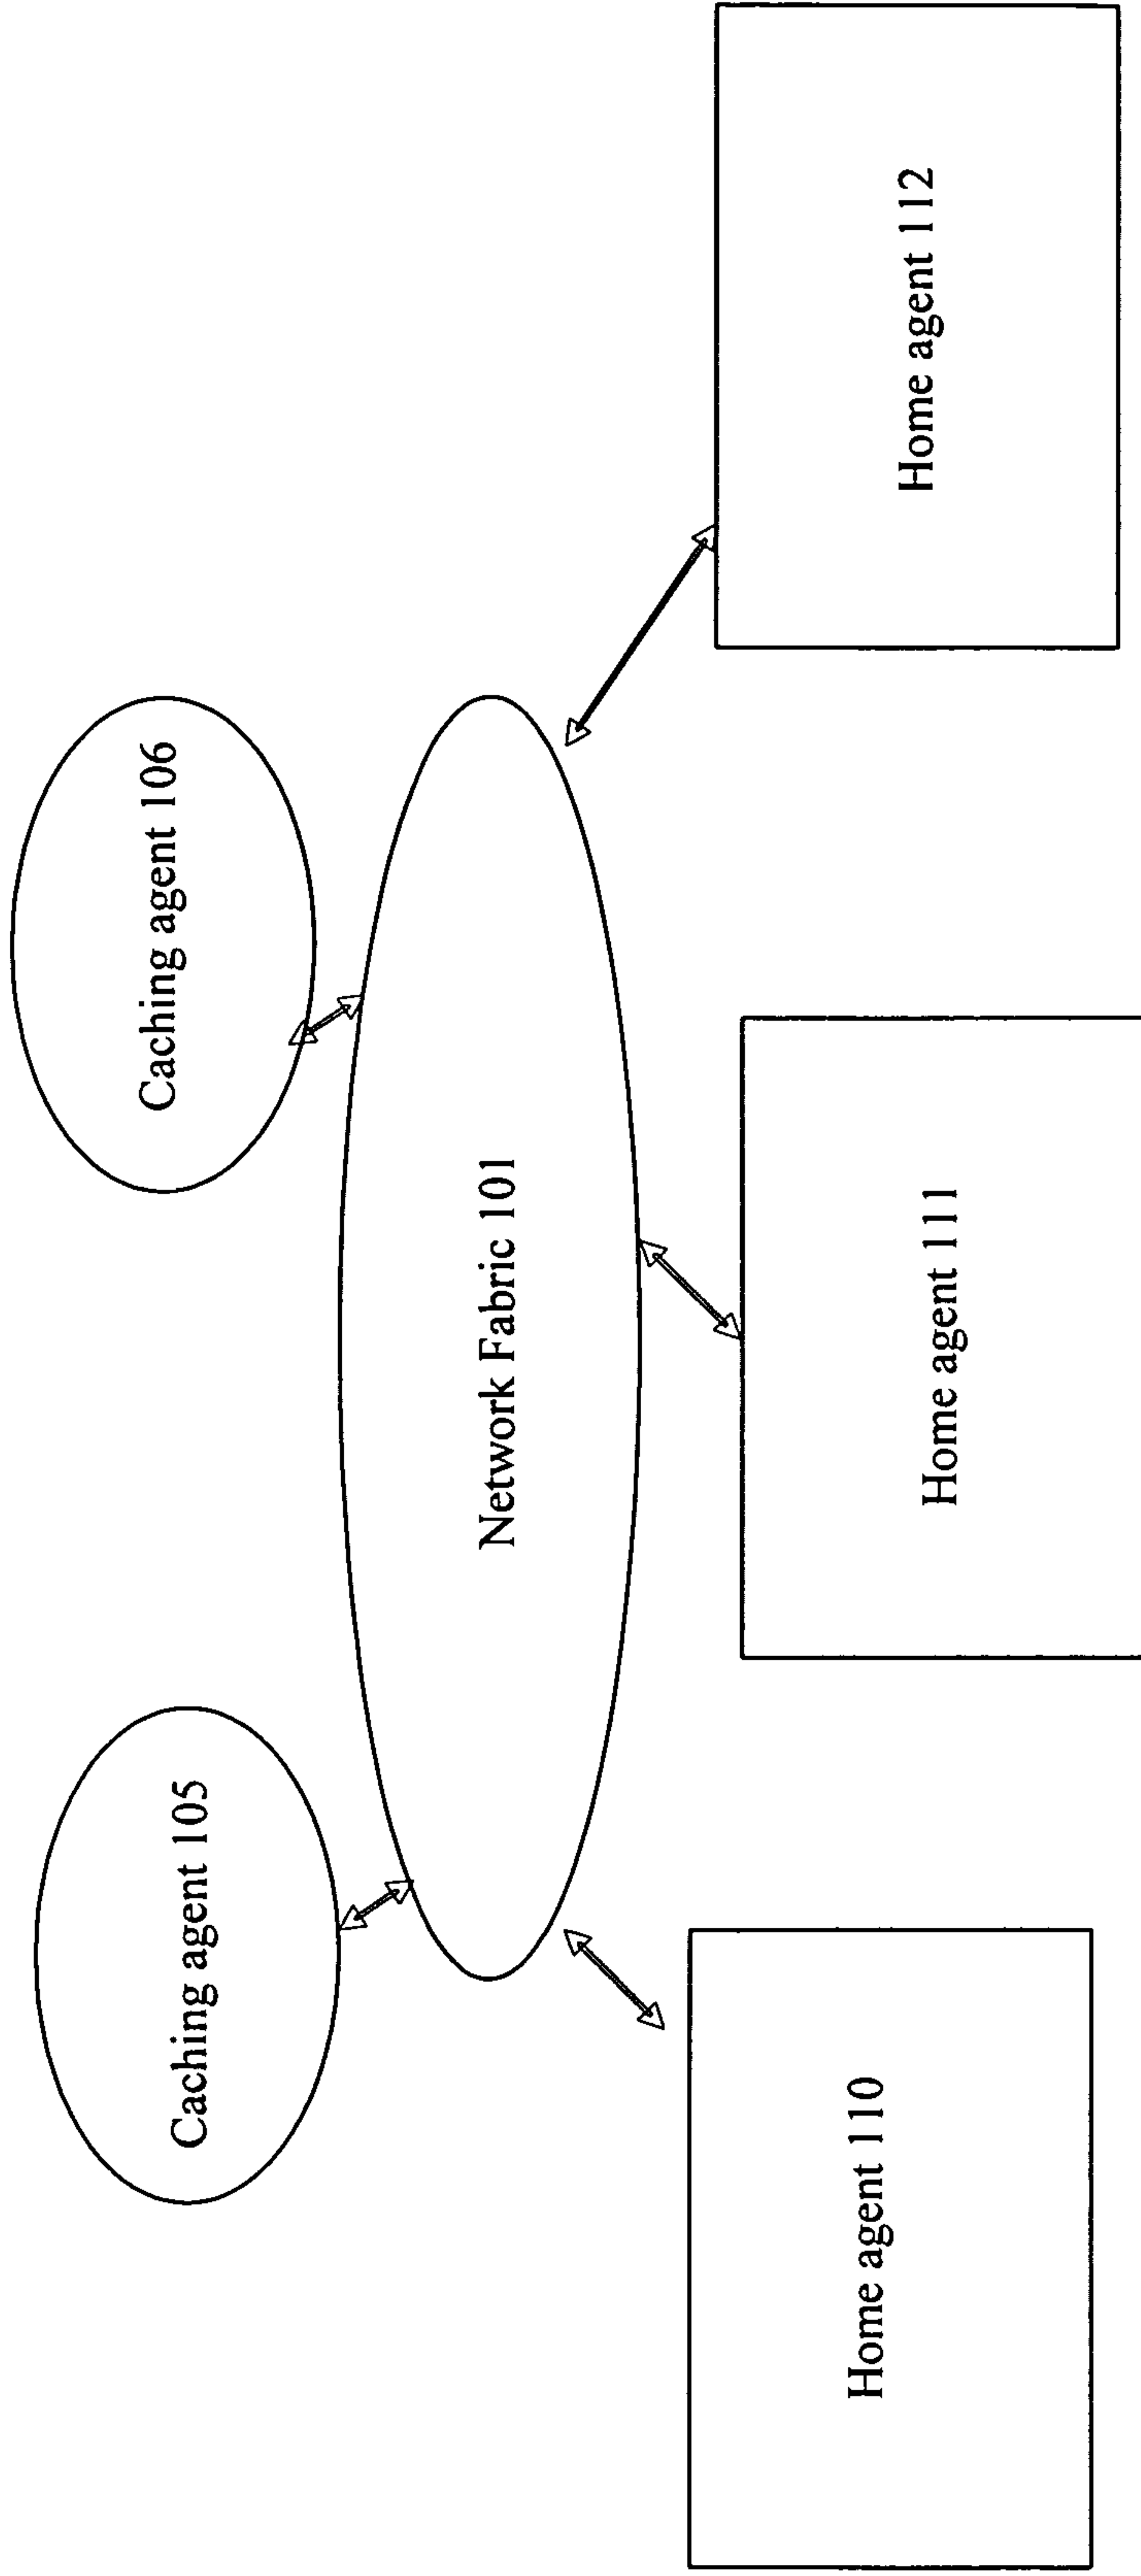 Caching agent 105
Caching agent 106
Network Fabric 101
Home agent 110
Home agent 111
Home agent 112